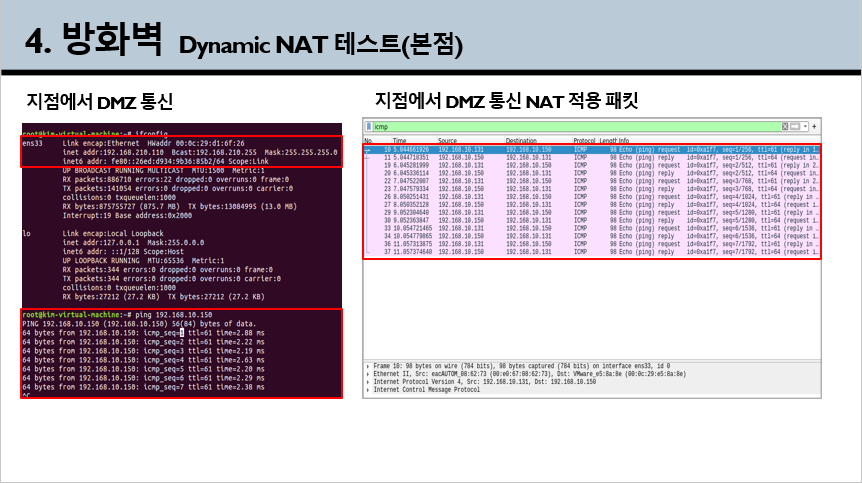 4. 방화벽 Dynamic NAT 테스트(본점)
지점에서 DMZ 통신
root@kim-virtual-machine:~# ifconfig
ens33 Link encap:Ethernet HWaddr 00:0c:29:d1:6f:26
inet addr:192.168.210.110 Bcast:192.168.210.255 Mask:255.255.255.0
inet6 addr: fe80::26ed:d934:9b36:85b2/64 Scope:Link
UP BROADCAST RUNNING MULTICAST MTU:1500 Metric:1
RX packets:886710 errors:22 dropped:0 overruns:0 frame:0
TX packets:141054 errors:0 dropped:0 overruns:0 carrier:0
collisions:0 txqueuelen:1000
RX bytes:875755727 (875.7 MB) TX bytes:13084995 (13.0 MB)
Interrupt:19 Base address:0x2000
lo Link encap:Local Loopback
inet addr:127.0.0.1 Mask:255.0.0.0
inet6 addr: ::1/128 Scope:Host
UP LOOPBACK RUNNING MTU:65536 Metric:1
RX packets:344 errors:0 dropped:0 overruns:0 frame:0
TX packets:344 errors:0 dropped:0 overruns:0 carrier:0
collisions:0 txqueuelen:1000
RX bytes:27212 (27.2 KB) TX bytes:27212 (27.2 KB)
root@kim-virtual-machine:~# ping 192.168.10.150
PING 192.168.10.150 (192.168.10.150) 56(84) bytes of data.
64 bytes from 192.168.10.150: icmp_seq=1 ttl=61 time=2.88 ms
64 bytes from 192.168.10.150: icmp_seq=2 ttl=61 time=2.22 ms
64 bytes from 192.168.10.150: icmp_seq=3 ttl=61 time=2.19 ms
64 bytes from 192.168.10.150: icmp_seq=4 ttl=61 time=2.63 ms
64 bytes from 192.168.10.150: icmp_seq=5 ttl=61 time=2.20 ms
64 bytes from 192.168.10.150: icmp_seq=6 ttl=61 time=2.29 ms
64 bytes from 192.168.10.150: icmp_seq=7 ttl=61 time=2.38 ms
^C
지점에서 DMZ 통신 NAT 적용 패킷
icmp
No. Time Source Destination Protocol Length Info
10 5.044661926 192.168.10.131 192.168.10.150 ICMP 98 Echo (ping) request id=0xa1f7, seq=1/256, ttl=61 (reply in 1…
11 5.044718351 192.168.10.150 192.168.10.131 ICMP 98 Echo (ping) reply id=0xa1f7, seq=1/256, ttl=64 (request in…
19 6.045281999 192.168.10.131 192.168.10.150 ICMP 98 Echo (ping) request id=0xa1f7, seq=2/512, ttl=61 (reply in 2…
20 6.045336114 192.168.10.150 192.168.10.131 ICMP 98 Echo (ping) reply id=0xa1f7, seq=2/512, ttl=64 (request in…
22 7.047522007 192.168.10.131 192.168.10.150 ICMP 98 Echo (ping) request id=0xa1f7, seq=3/768, ttl=61 (reply in 2…
23 7.047579334 192.168.10.150 192.168.10.131 ICMP 98 Echo (ping) reply id=0xa1f7, seq=3/768, ttl=64 (request in…
26 8.050251431 192.168.10.131 192.168.10.150 ICMP 98 Echo (ping) request id=0xa1f7, seq=4/1024, ttl=61 (reply in …
27 8.050352128 192.168.10.150 192.168.10.131 ICMP 98 Echo (ping) reply id=0xa1f7, seq=4/1024, ttl=64 (request i…
29 9.052304640 192.168.10.131 192.168.10.150 ICMP 98 Echo (ping) request id=0xa1f7, seq=5/1280, ttl=61 (reply in …
30 9.052363847 192.168.10.150 192.168.10.131 ICMP 98 Echo (ping) reply id=0xa1f7, seq=5/1280, ttl=64 (request i…
33 10.054721465 192.168.10.131 192.168.10.150 ICMP 98 Echo (ping) request id=0xa1f7, seq=6/1536, ttl=61 (reply in …
34 10.054779865 192.168.10.150 192.168.10.131 ICMP 98 Echo (ping) reply id=0xa1f7, seq=6/1536, ttl=64 (request i…
36 11.057313875 192.168.10.131 192.168.10.150 ICMP 98 Echo (ping) request id=0xa1f7, seq=7/1792, ttl=61 (reply in …
37 11.057374640 192.168.10.150 192.168.10.131 ICMP 98 Echo (ping) reply id=0xa1f7, seq=7/1792, ttl=64 (request i…
Frame 10: 98 bytes on wire (784 bits), 98 bytes captured (784 bits) on interface ens33, id 0
Ethernet II, Src: eacAUTOM_08:62:73 (00:e0:67:08:62:73), Dst: VMware_e5:8a:8e (00:0c:29:e5:8a:8e)
Internet Protocol Version 4, Src: 192.168.10.131, Dst: 192.168.10.150
Internet Control Message Protocol